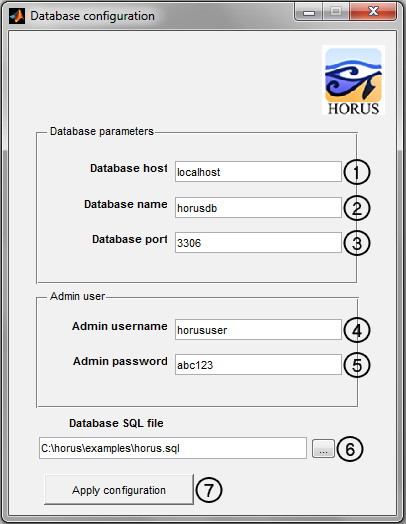 Database configuration
HORUS
Database parameters
Database host localhost 1
Database name horusdb 2
Database port 3306 3
Admin user
Admin username horususer 4
Admin password abc123 5
Database SQL file
C:\horus\examples\horus.sql ... 6
Apply configuration 7